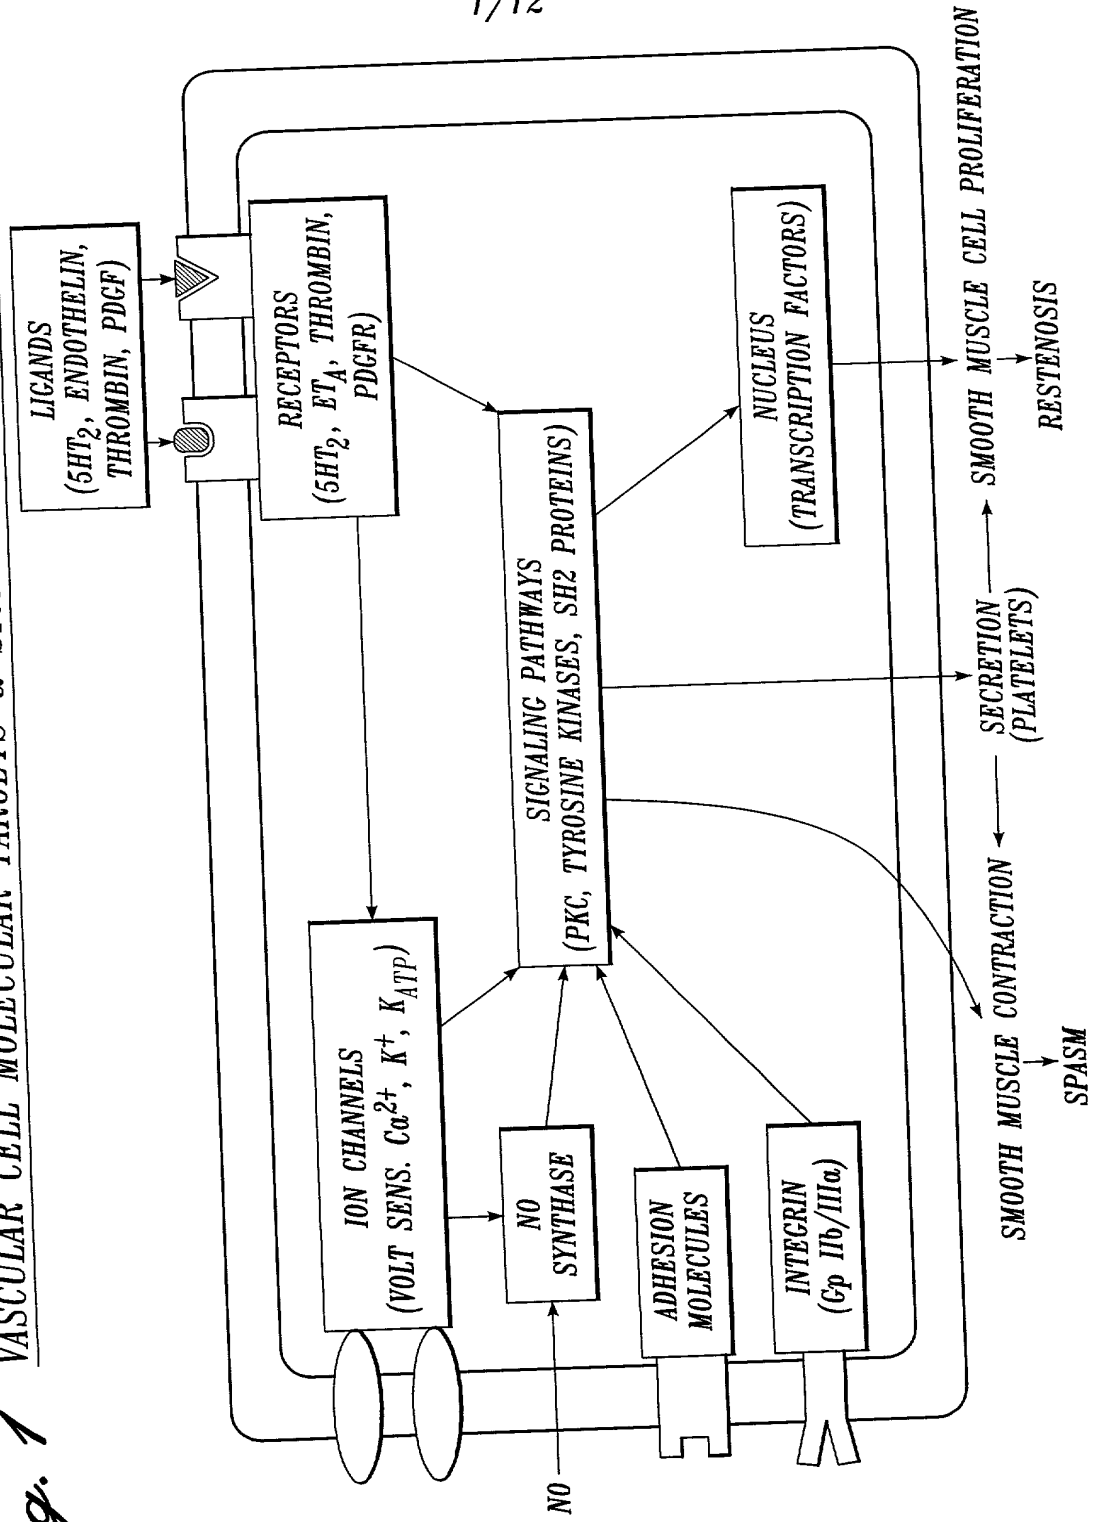 1/12
Fig. 1
VASCULAR CELL MOLECULAR TARGETS &
LIGANDS
(5HT2, ENDOTHELIN,
THROMBIN, PDGF)
RECEPTORS
(5HT2, ETA, THROMBIN,
PDGFR)
ION CHANNELS
(VOLT SENS. Ca2+, K+, KATP)
NO
SYNTHASE
NO
ADHESION
MOLECULES
INTEGRIN
(Gp IIb/IIIa)
SIGNALING PATHWAYS
(PKC, TYROSINE KINASES, SH2 PROTEINS)
NUCLEUS
(TRANSCRIPTION FACTORS)
SMOOTH MUSCLE CONTRACTION
SPASM
SECRETION
(PLATELETS)
SMOOTH MUSCLE CELL PROLIFERATION
RESTENOSIS